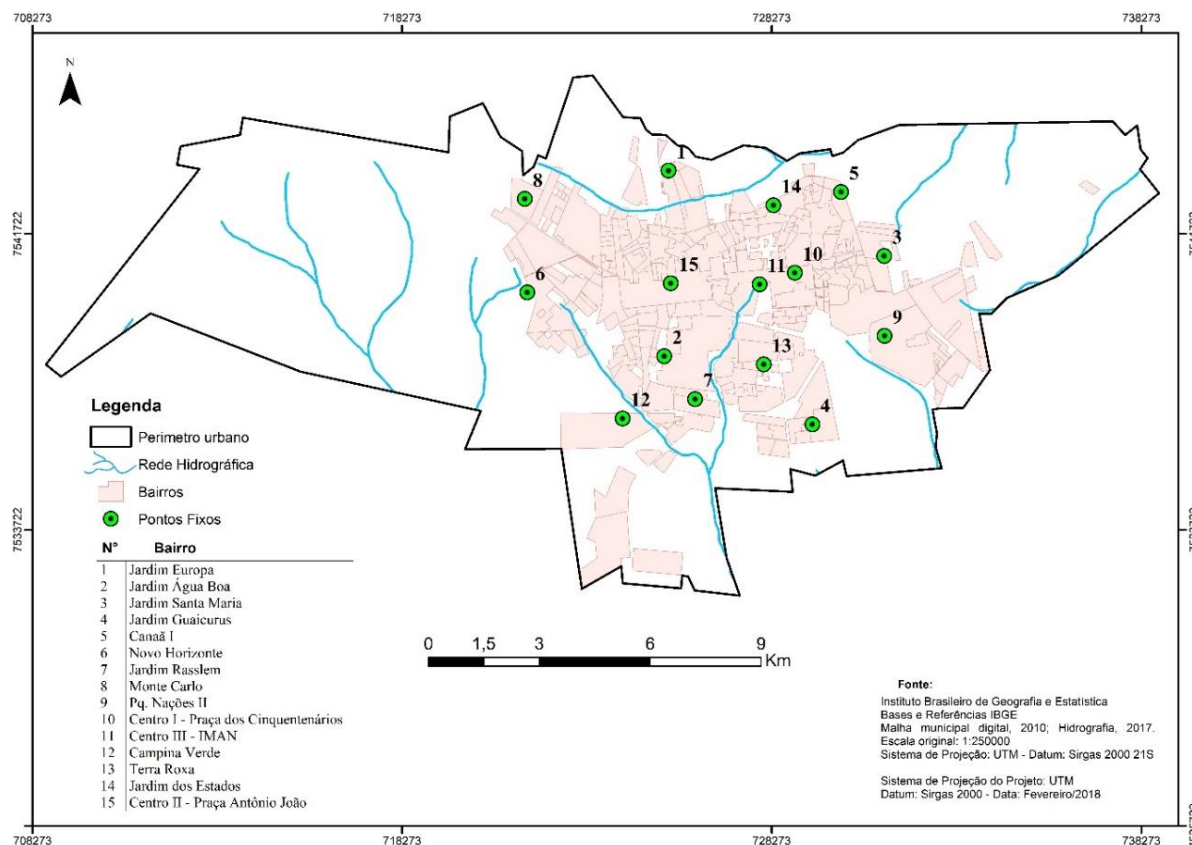 708273
718273
728273
738273
N
1
5
14
8
7541722
7541722
3
10
15
11
6
9
2
13
7
12
4
Legenda
Perimetro urbano
Rede Hidrográfica
Bairros
Pontos Fixos
7533722
7533722
N° Bairro
1 Jardim Europa
2 Jardim Água Boa
3 Jardim Santa Maria
4 Jardim Guaicurus
5 Canaã I
6 Novo Horizonte
7 Jardim Rasslem
8 Monte Carlo
9 Pq. Nações II
10 Centro I - Praça dos Cinquentenários
11 Centro III - IMAN
12 Campina Verde
13 Terra Roxa
14 Jardim dos Estados
15 Centro II - Praça Antônio João
0 1,5 3 6 9
Km
Fonte:
Instituto Brasileiro de Geografia e Estatística
Bases e Referências IBGE
Malha municipal digital, 2010; Hidrografia, 2017.
Escala original: 1:250000
Sistema de Projeção: UTM - Datum: Sirgas 2000 21S
Sistema de Projeção do Projeto: UTM
Datum: Sirgas 2000 - Data: Fevereiro/2018
708273
718273
728273
738273